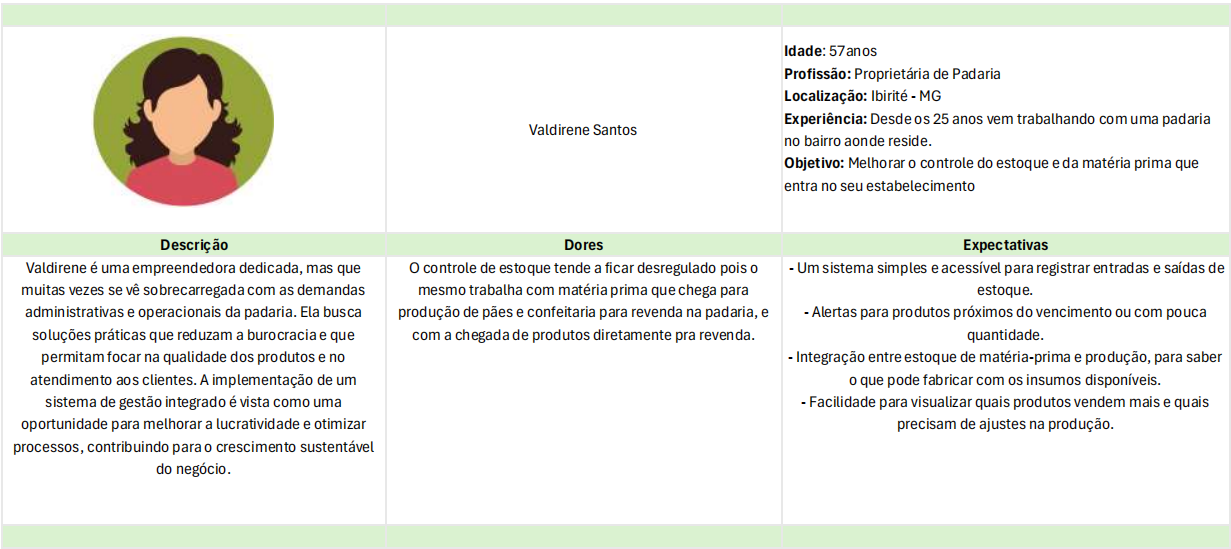 Valdirene Santos
Idade: 57anos
Profissão: Proprietária de Padaria
Localização: Ibirité - MG
Experiência: Desde os 25 anos vem trabalhando com uma padaria
no bairro aonde reside.
Objetivo: Melhorar o controle do estoque e da matéria prima que
entra no seu estabelecimento
Descrição
Valdirene é uma empreendedora dedicada, mas que
muitas vezes se vê sobrecarregada com as demandas
administrativas e operacionais da padaria. Ela busca
soluções práticas que reduzam a burocracia e que
permitam focar na qualidade dos produtos e no
atendimento aos clientes. A implementação de um
sistema de gestão integrado é vista como uma
oportunidade para melhorar a lucratividade e otimizar
processos, contribuindo para o crescimento sustentável
do negócio.
Dores
O controle de estoque tende a ficar desregulado pois o
mesmo trabalha com matéria prima que chega para
produção de pães e confeitaria para revenda na padaria, e
com a chegada de produtos diretamente pra revenda.
Expectativas
- Um sistema simples e acessível para registrar entradas e saídas de
estoque.
- Alertas para produtos próximos do vencimento ou com pouca
quantidade.
- Integração entre estoque de matéria-prima e produção, para saber
o que pode fabricar com os insumos disponíveis.
- Facilidade para visualizar quais produtos vendem mais e quais
precisam de ajustes na produção.